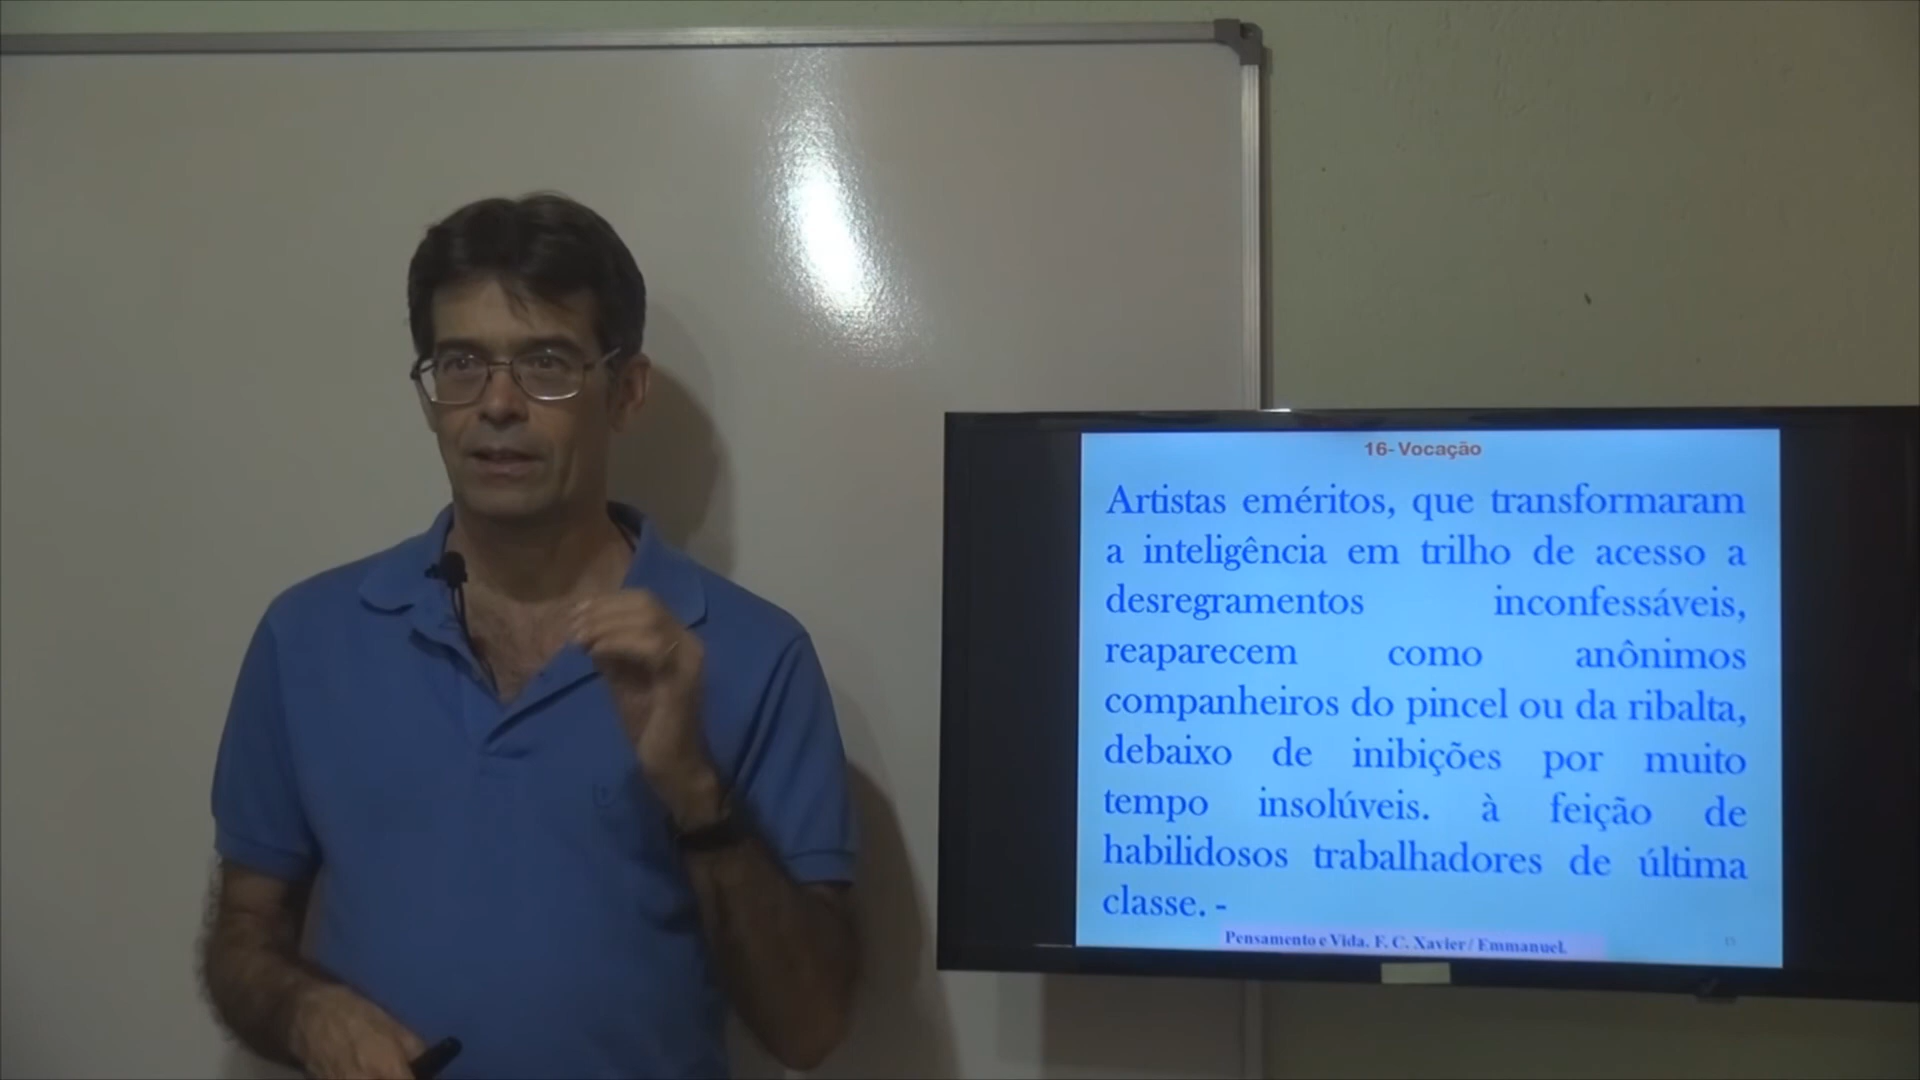 16- Vocação
Artistas eméritos, que transformaram
a inteligência em trilho de acesso a
desregramentos inconfessáveis,
reaparecem como anônimos
companheiros do pincel ou da ribalta,
debaixo de inibições por muito
tempo insolúveis. à feição de
habilidosos trabalhadores de última
classe. -
Pensamento e Vida. F. C. Xavier/ Emmanuel.